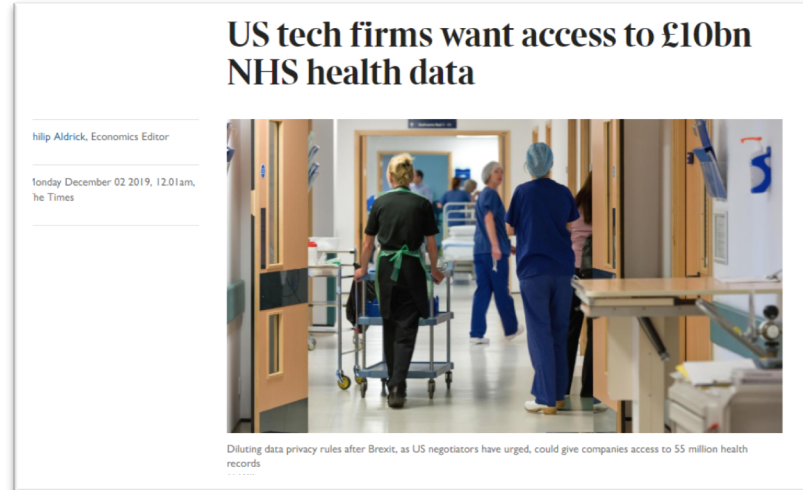 US tech firms want access to £10bn
NHS health data
hilip Aldrick, Economics Editor
onday December 02 2019, 12.01am,
he Times
Diluting data privacy rules after Brexit, as US negotiators have urged, could give companies access to 55 million health
records